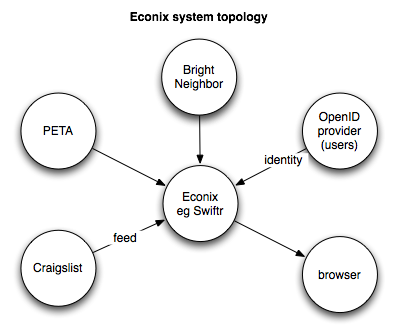 Econix system topology
Bright
Neighbor
PETA
OpenID
provider
(users)
identity
Econix
eg Swiftr
feed
Craigslist
browser